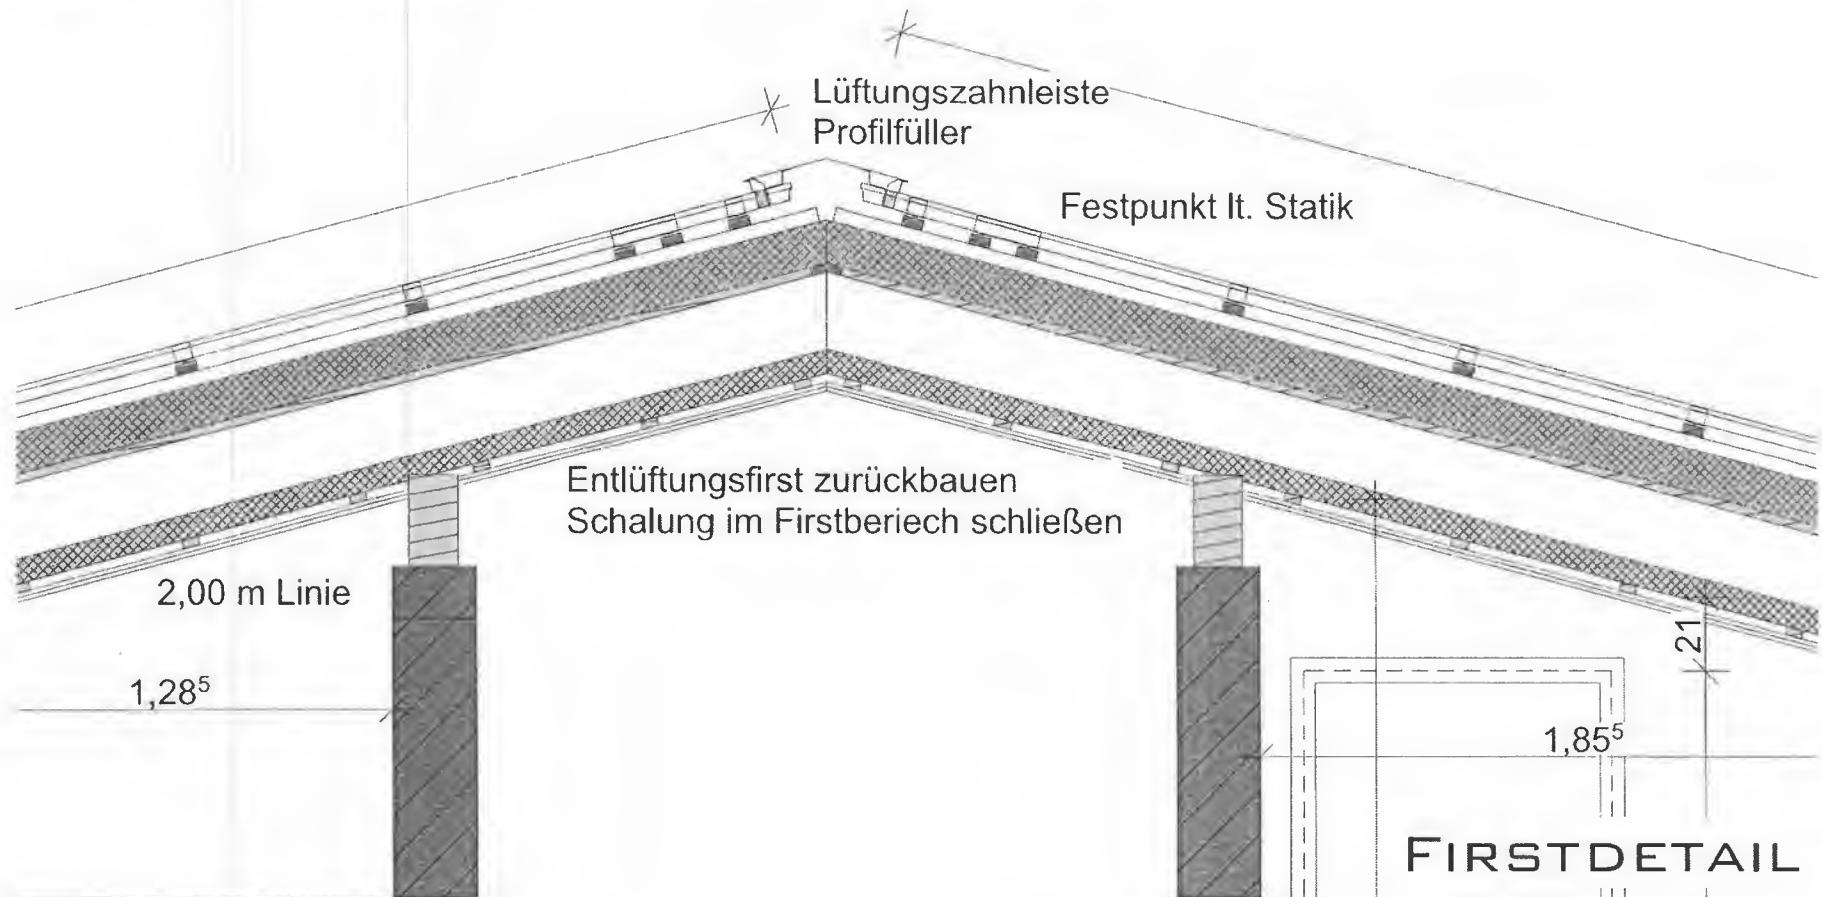 Lüftungszahnleiste
Profilfüller
Festpunkt lt. Statik
Entlüftungsfirst zurückbauen
Schalung im Firstberiech schließen
2,00 m Linie
1,28⁵
21
1,85⁵
FIRSTDETAIL